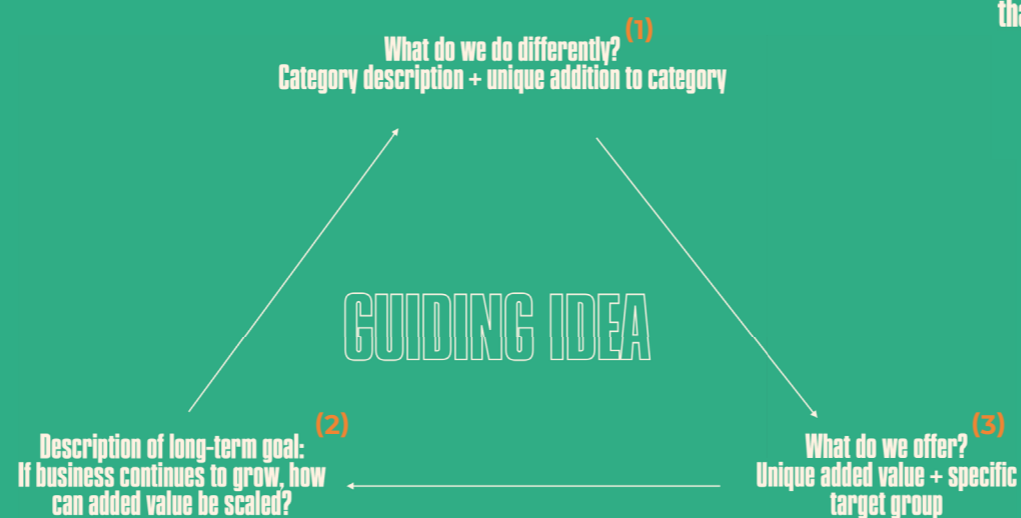 What do we do differently? (1)
Category description + unique addition to category
GUIDING IDEA
Description of long-term goal: (2)
If business continues to grow, how
can added value be scaled?
What do we offer? (3)
Unique added value + specific
target group